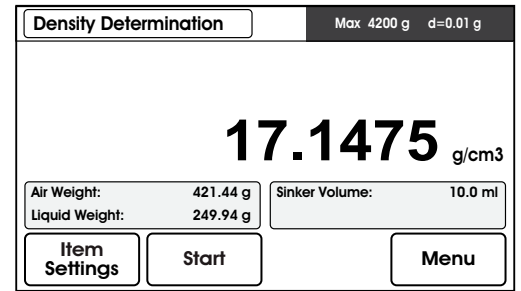 Density Determination
Max 4200 g d=0.01 g
17.1475 g/cm3
Air Weight: 421.44 g
Liquid Weight: 249.94 g
Sinker Volume: 10.0 ml
Item
Settings
Start
Menu